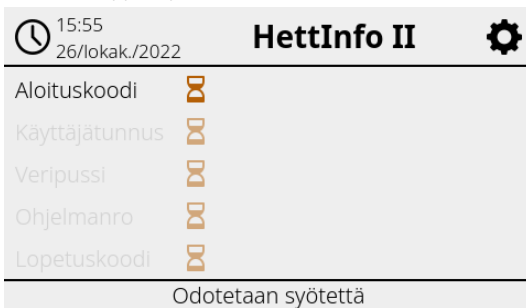 15:55
26/lokak./2022
HettInfo II
Aloituskoodi
Käyttäjätunnus
Veripussi
Ohjelmanro
Lopetuskoodi
Odotetaan syötettä